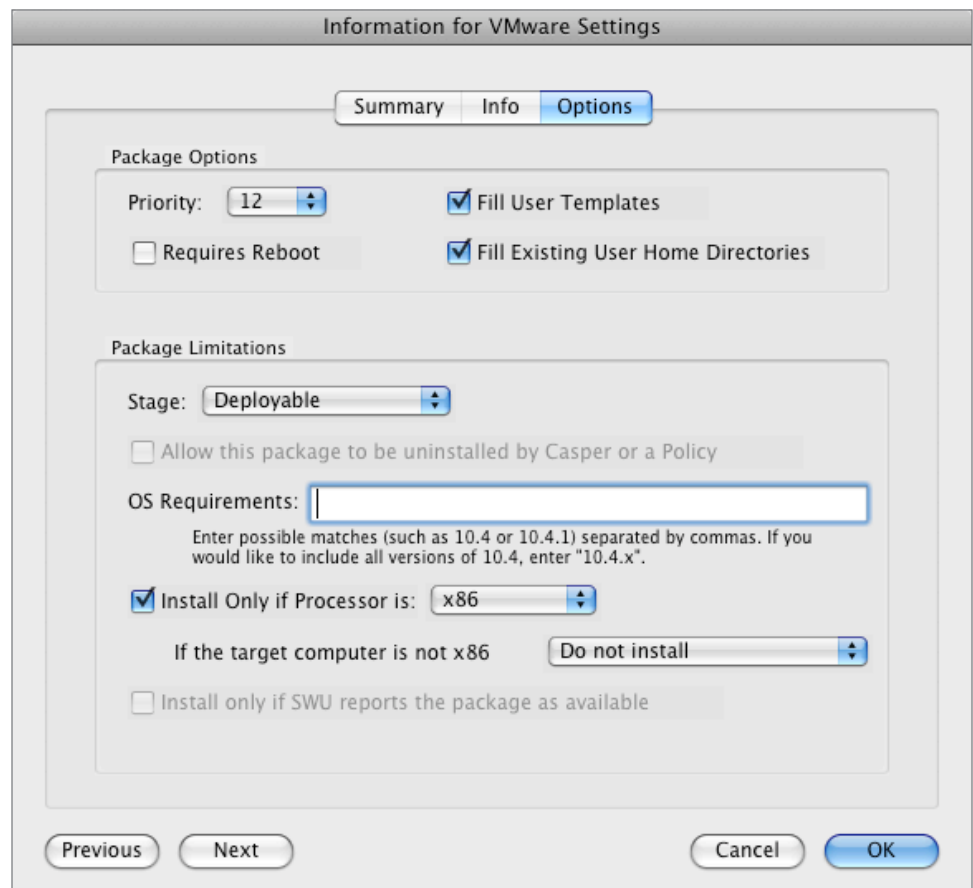 Information for VMware Settings
Summary Info Options
Package Options
Priority: 12 Fill User Templates
Requires Reboot Fill Existing User Home Directories
Package Limitations
Stage: Deployable
Allow this package to be uninstalled by Casper or a Policy
OS Requirements:
Enter possible matches (such as 10.4 or 10.4.1) separated by commas. If you
would like to include all versions of 10.4, enter "10.4.x".
Install Only if Processor is: x86
If the target computer is not x86 Do not install
Install only if SWU reports the package as available
Previous Next Cancel OK